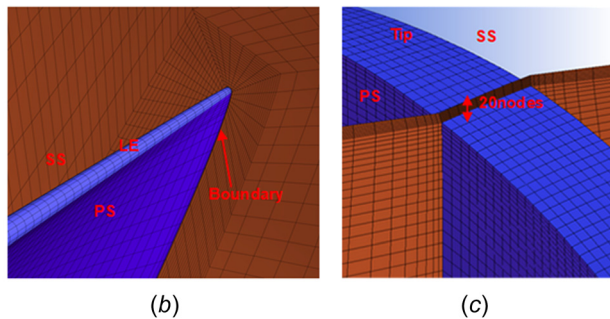 SS
LE
PS
Boundary
Tip
SS
PS
20nodes
(b)
(c)